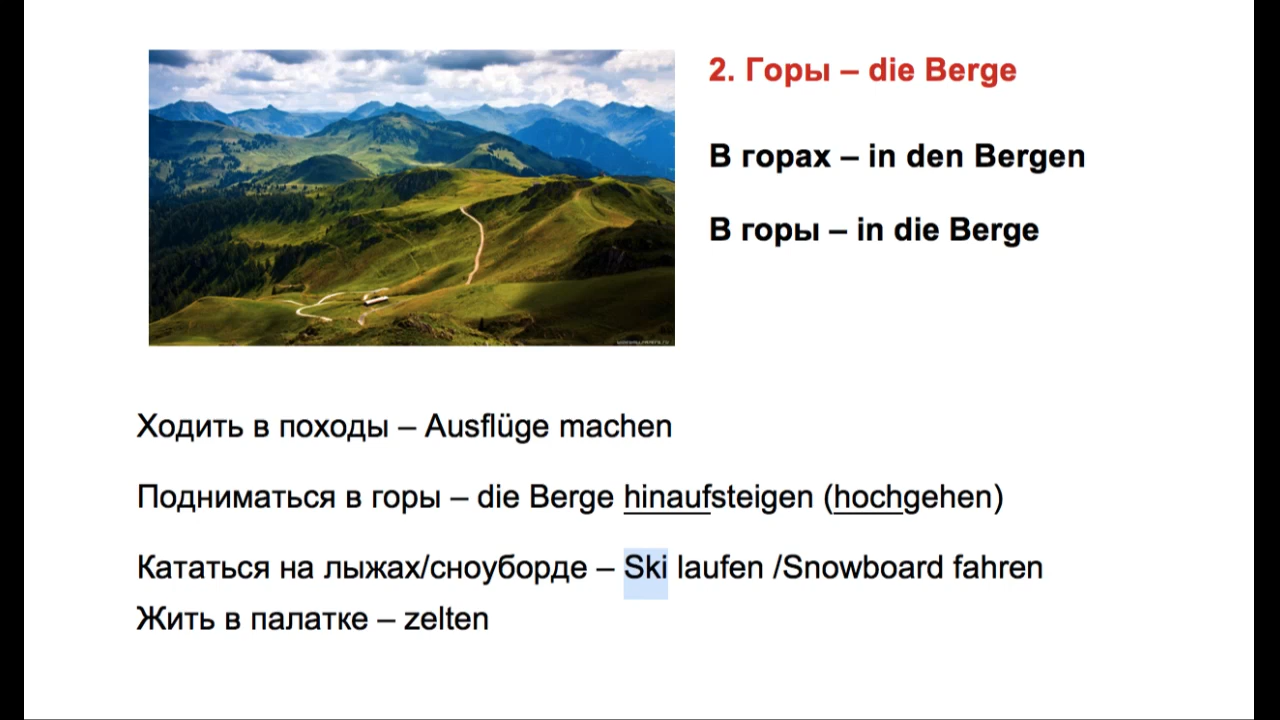 2. Горы – die Berge
В горах – in den Bergen
В горы – in die Berge
Ходить в походы – Ausflüge machen
Подниматься в горы – die Berge hinaufsteigen (hochgehen)
Кататься на лыжах/сноуборде – Ski laufen /Snowboard fahren
Жить в палатке – zelten